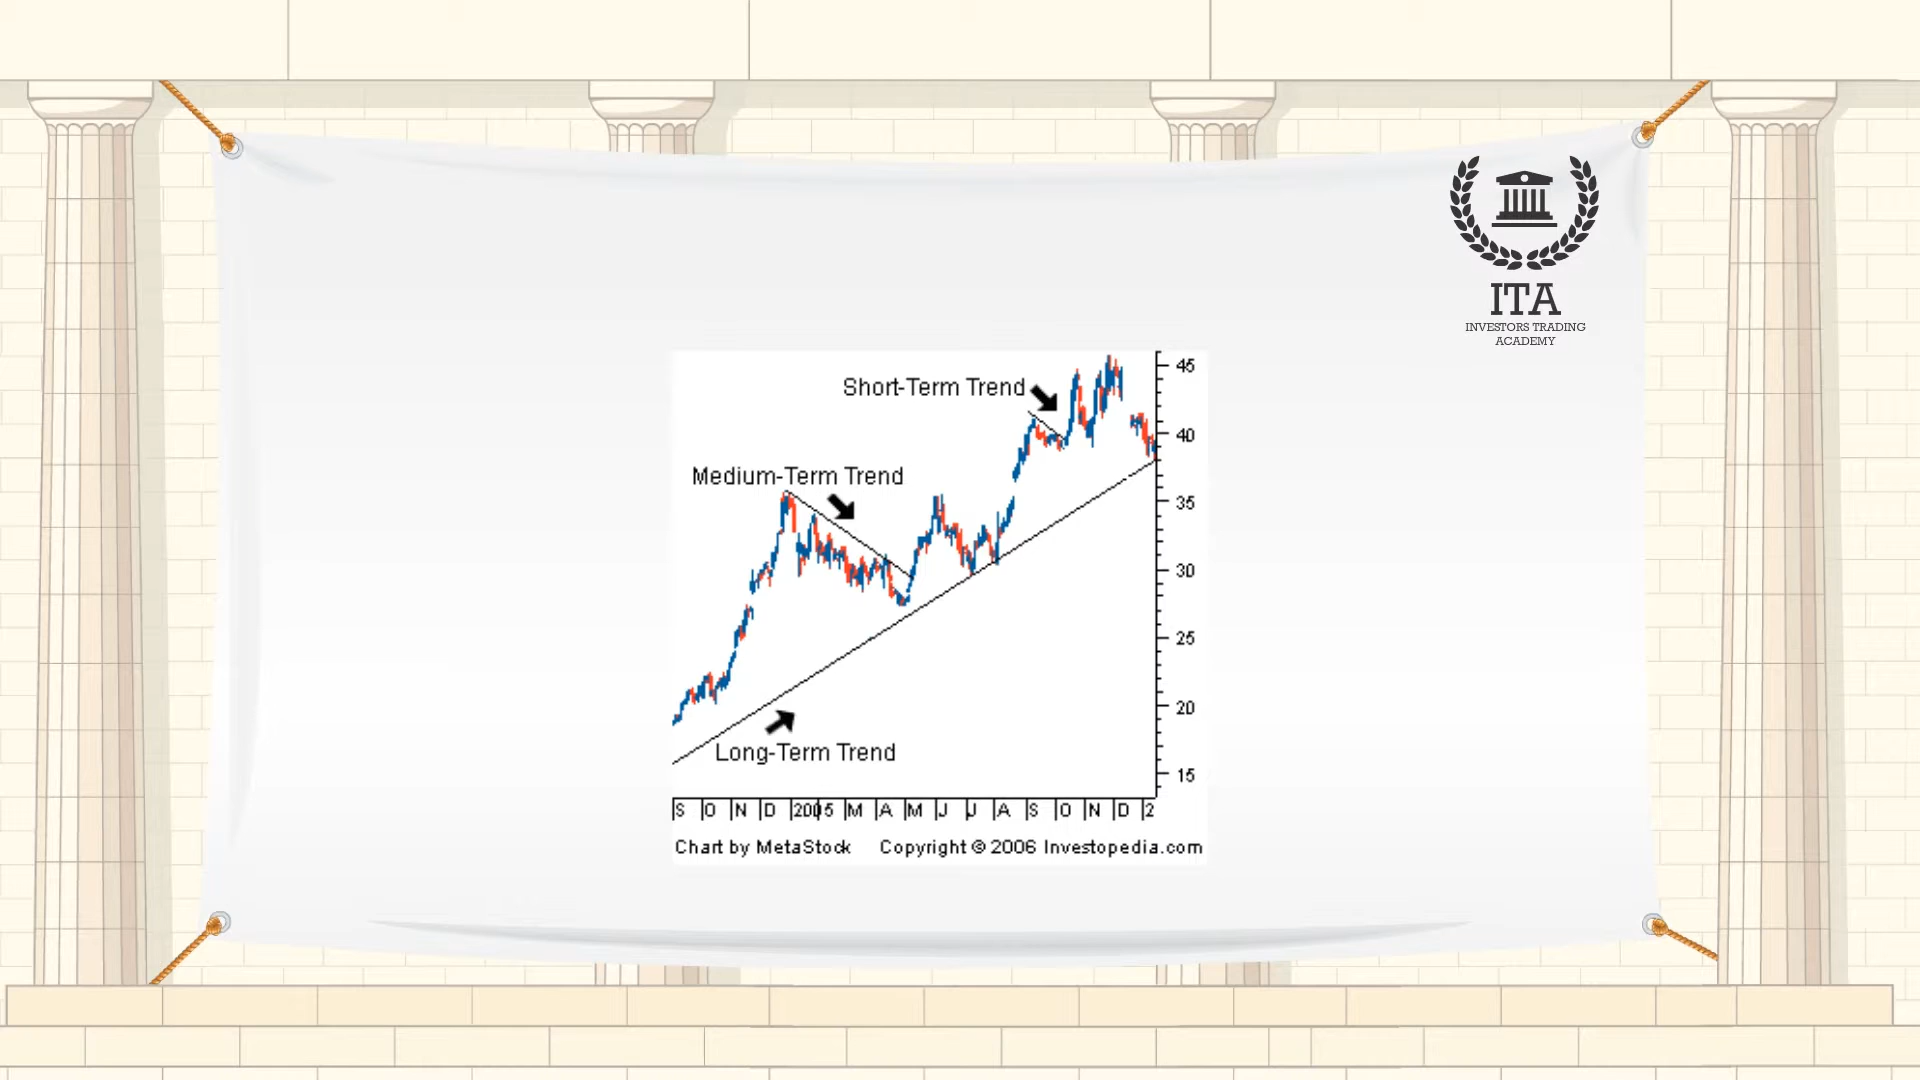 ITA
INVESTORS TRADING
ACADEMY
Short-Term Trend
Medium-Term Trend
Long-Term Trend
45
40
35
30
25
20
15
S O N D 2005 M A M J J A S O N D 2
Chart by MetaStock Copyright © 2006 Investopedia.com